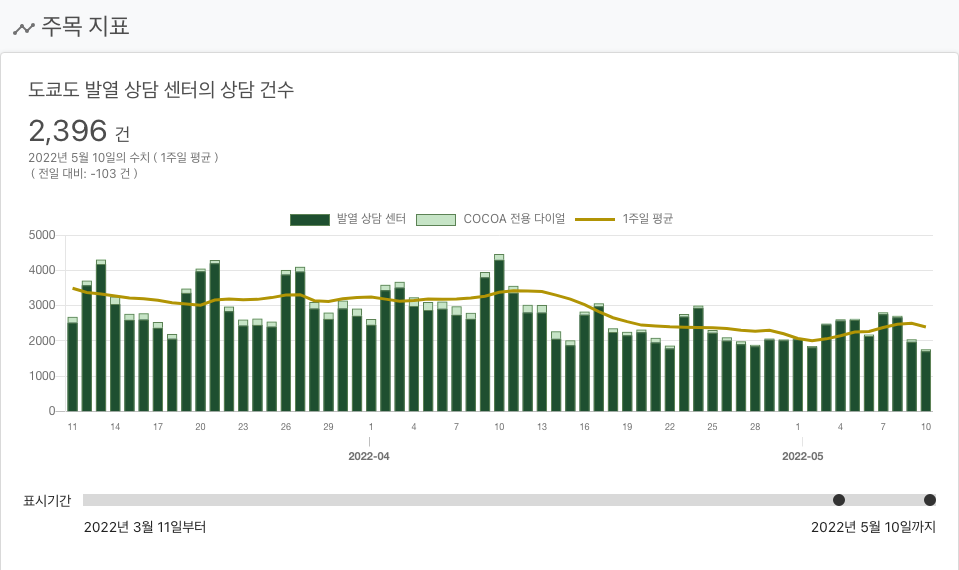 주목 지표
도쿄도 발열 상담 센터의 상담 건수
2,396 건
2022년 5월 10일의 수치 ( 1주일 평균 )
( 전일 대비: -103 건 )
발열 상담 센터 COCOA 전용 다이얼 1주일 평균
5000
4000
3000
2000
1000
0
11 14 17 20 23 26 29 1 4 7 10 13 16 19 22 25 28 1 4 7 10
2022-04 2022-05
표시기간
2022년 3월 11일부터 2022년 5월 10일까지